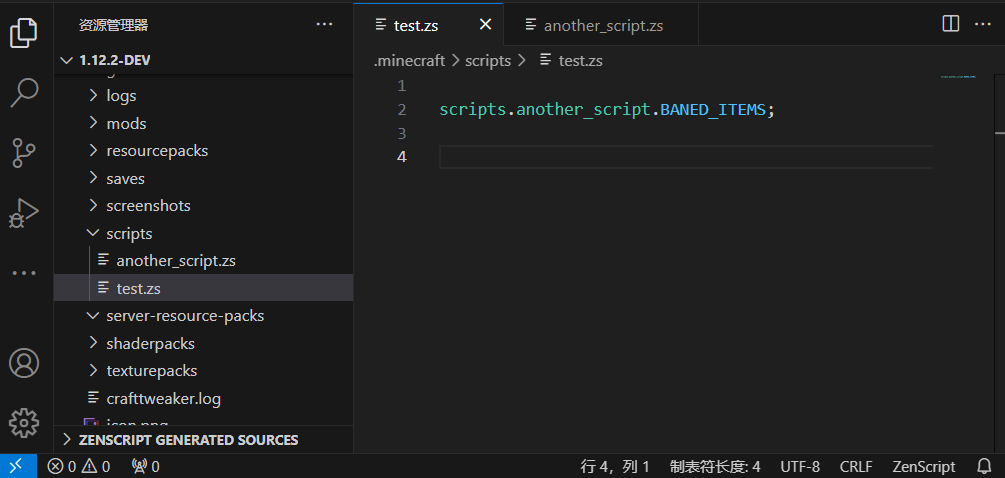 资源管理器
1.12.2-DEV
logs
mods
resourcepacks
saves
screenshots
scripts
another_script.zs
test.zs
server-resource-packs
shaderpacks
texturepacks
crafttweaker.log
json.png
ZENSCRIPT GENERATED SOURCES
test.zs
another_script.zs
.minecraft > scripts > test.zs
1
2 scripts.another_script.BANED_ITEMS;
3
4
0 0 0 行 4，列 1 制表符长度: 4 UTF-8 CRLF ZenScript